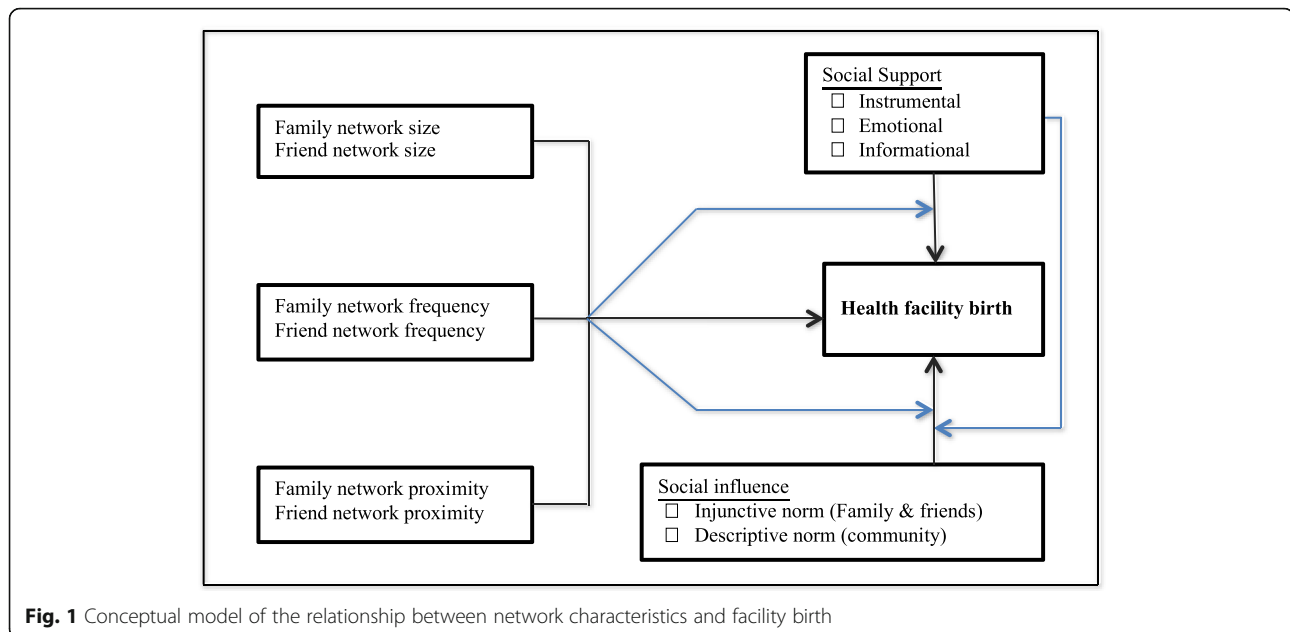 Family network size
Friend network size
Family network frequency
Friend network frequency
Family network proximity
Friend network proximity
Social Support
☐ Instrumental
☐ Emotional
☐ Informational
Health facility birth
Social influence
☐ Injunctive norm (Family & friends)
☐ Descriptive norm (community)
Fig. 1 Conceptual model of the relationship between network characteristics and facility birth